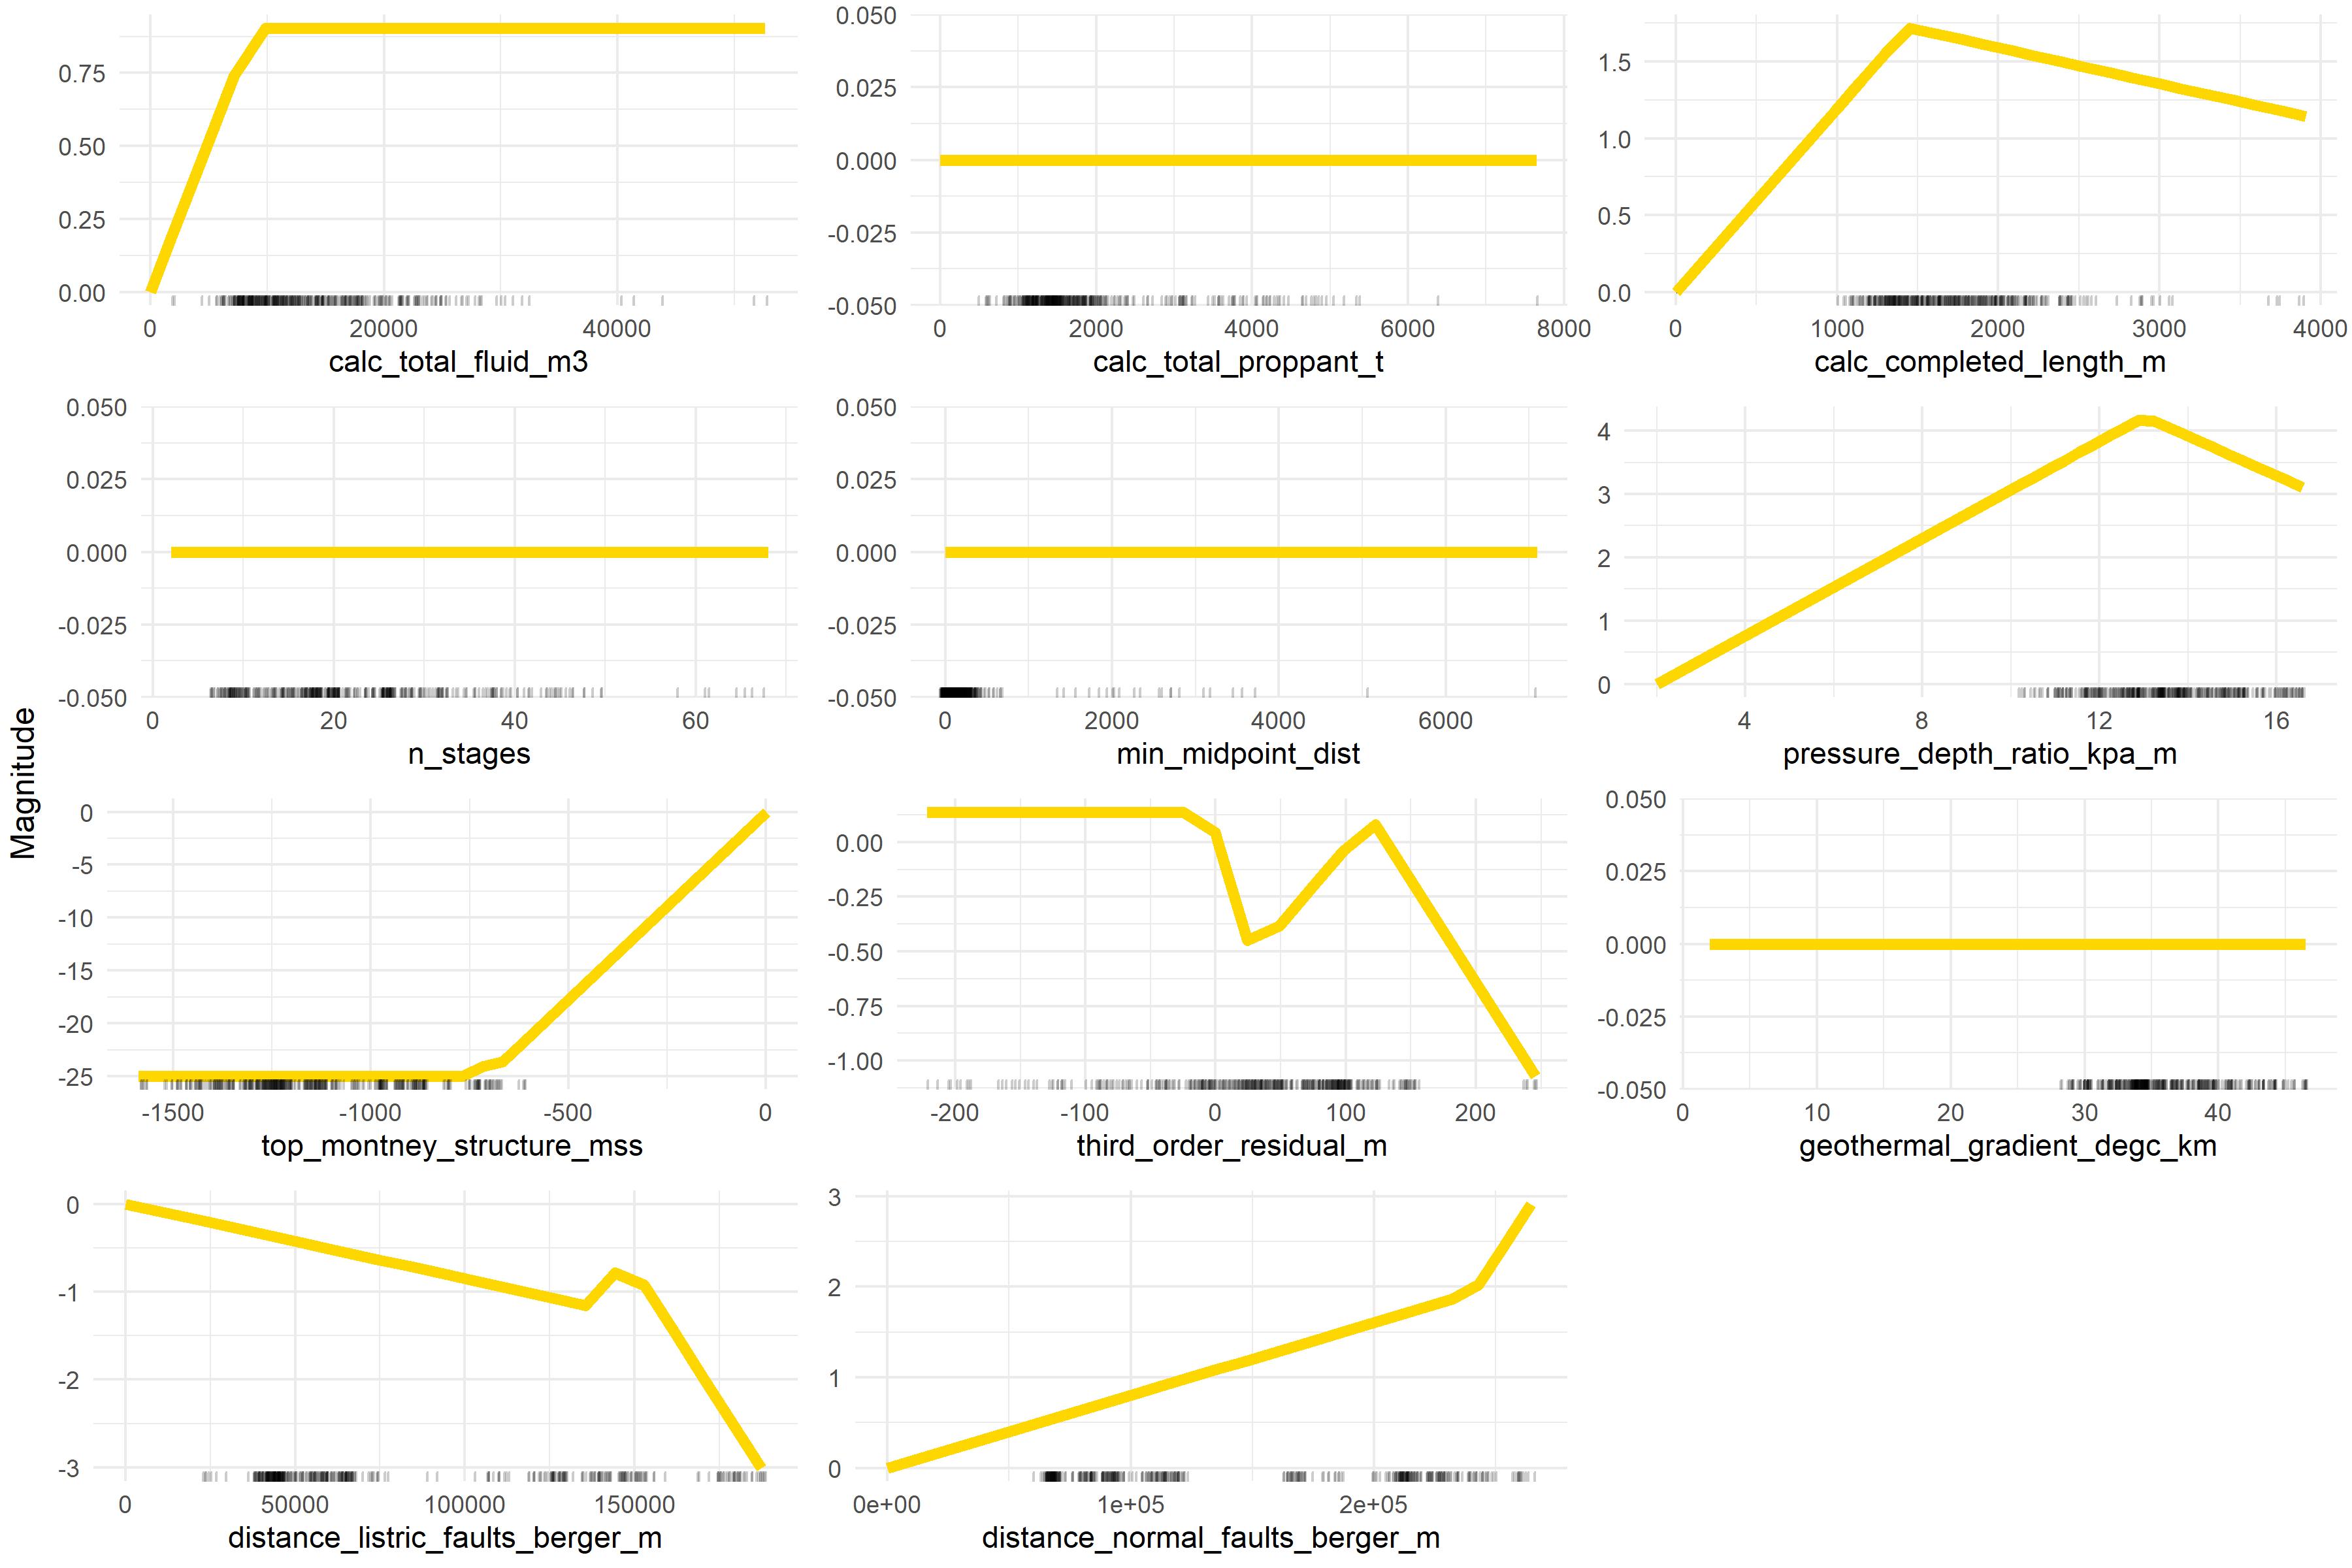 Magnitude
0.75
0.50
0.25
0.00
0 20000 40000
calc_total_fluid_m3
0.050
0.025
0.000
-0.025
-0.050
0 2000 4000 6000 8000
calc_total_proppant_t
1.5
1.0
0.5
0.0
0 1000 2000 3000 4000
calc_completed_length_m
0.050
0.025
0.000
-0.025
-0.050
0 20 40 60
n_stages
0.050
0.025
0.000
-0.025
-0.050
0 2000 4000 6000
min_midpoint_dist
4
3
2
1
0
4 8 12 16
pressure_depth_ratio_kpa_m
0
-5
-10
-15
-20
-25
-1500 -1000 -500 0
top_montney_structure_mss
0.00
-0.25
-0.50
-0.75
-1.00
-200 -100 0 100 200
third_order_residual_m
0.050
0.025
0.000
-0.025
-0.050
0 10 20 30 40
geothermal_gradient_degc_km
0
-1
-2
-3
0 50000 100000 150000
distance_listric_faults_berger_m
3
2
1
0
0e+00 1e+05 2e+05
distance_normal_faults_berger_m